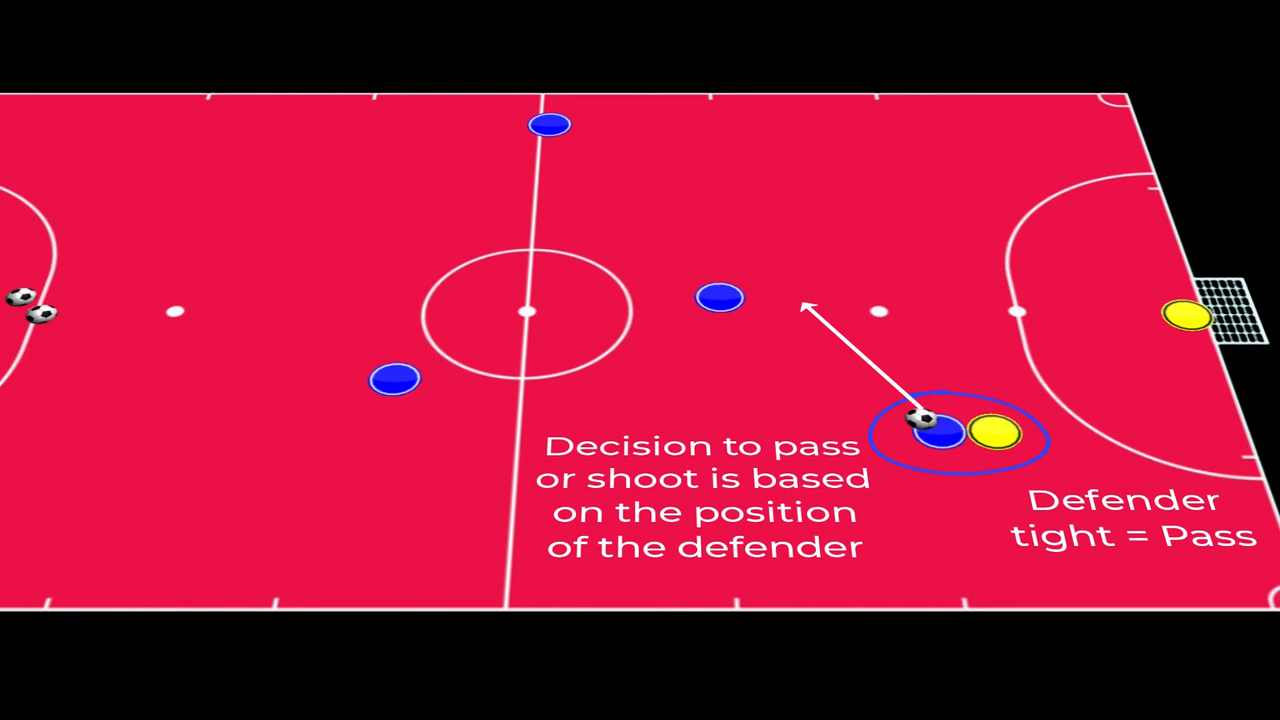 Decision to pass
or shoot is based
on the position
of the defender
Defender
tight = Pass